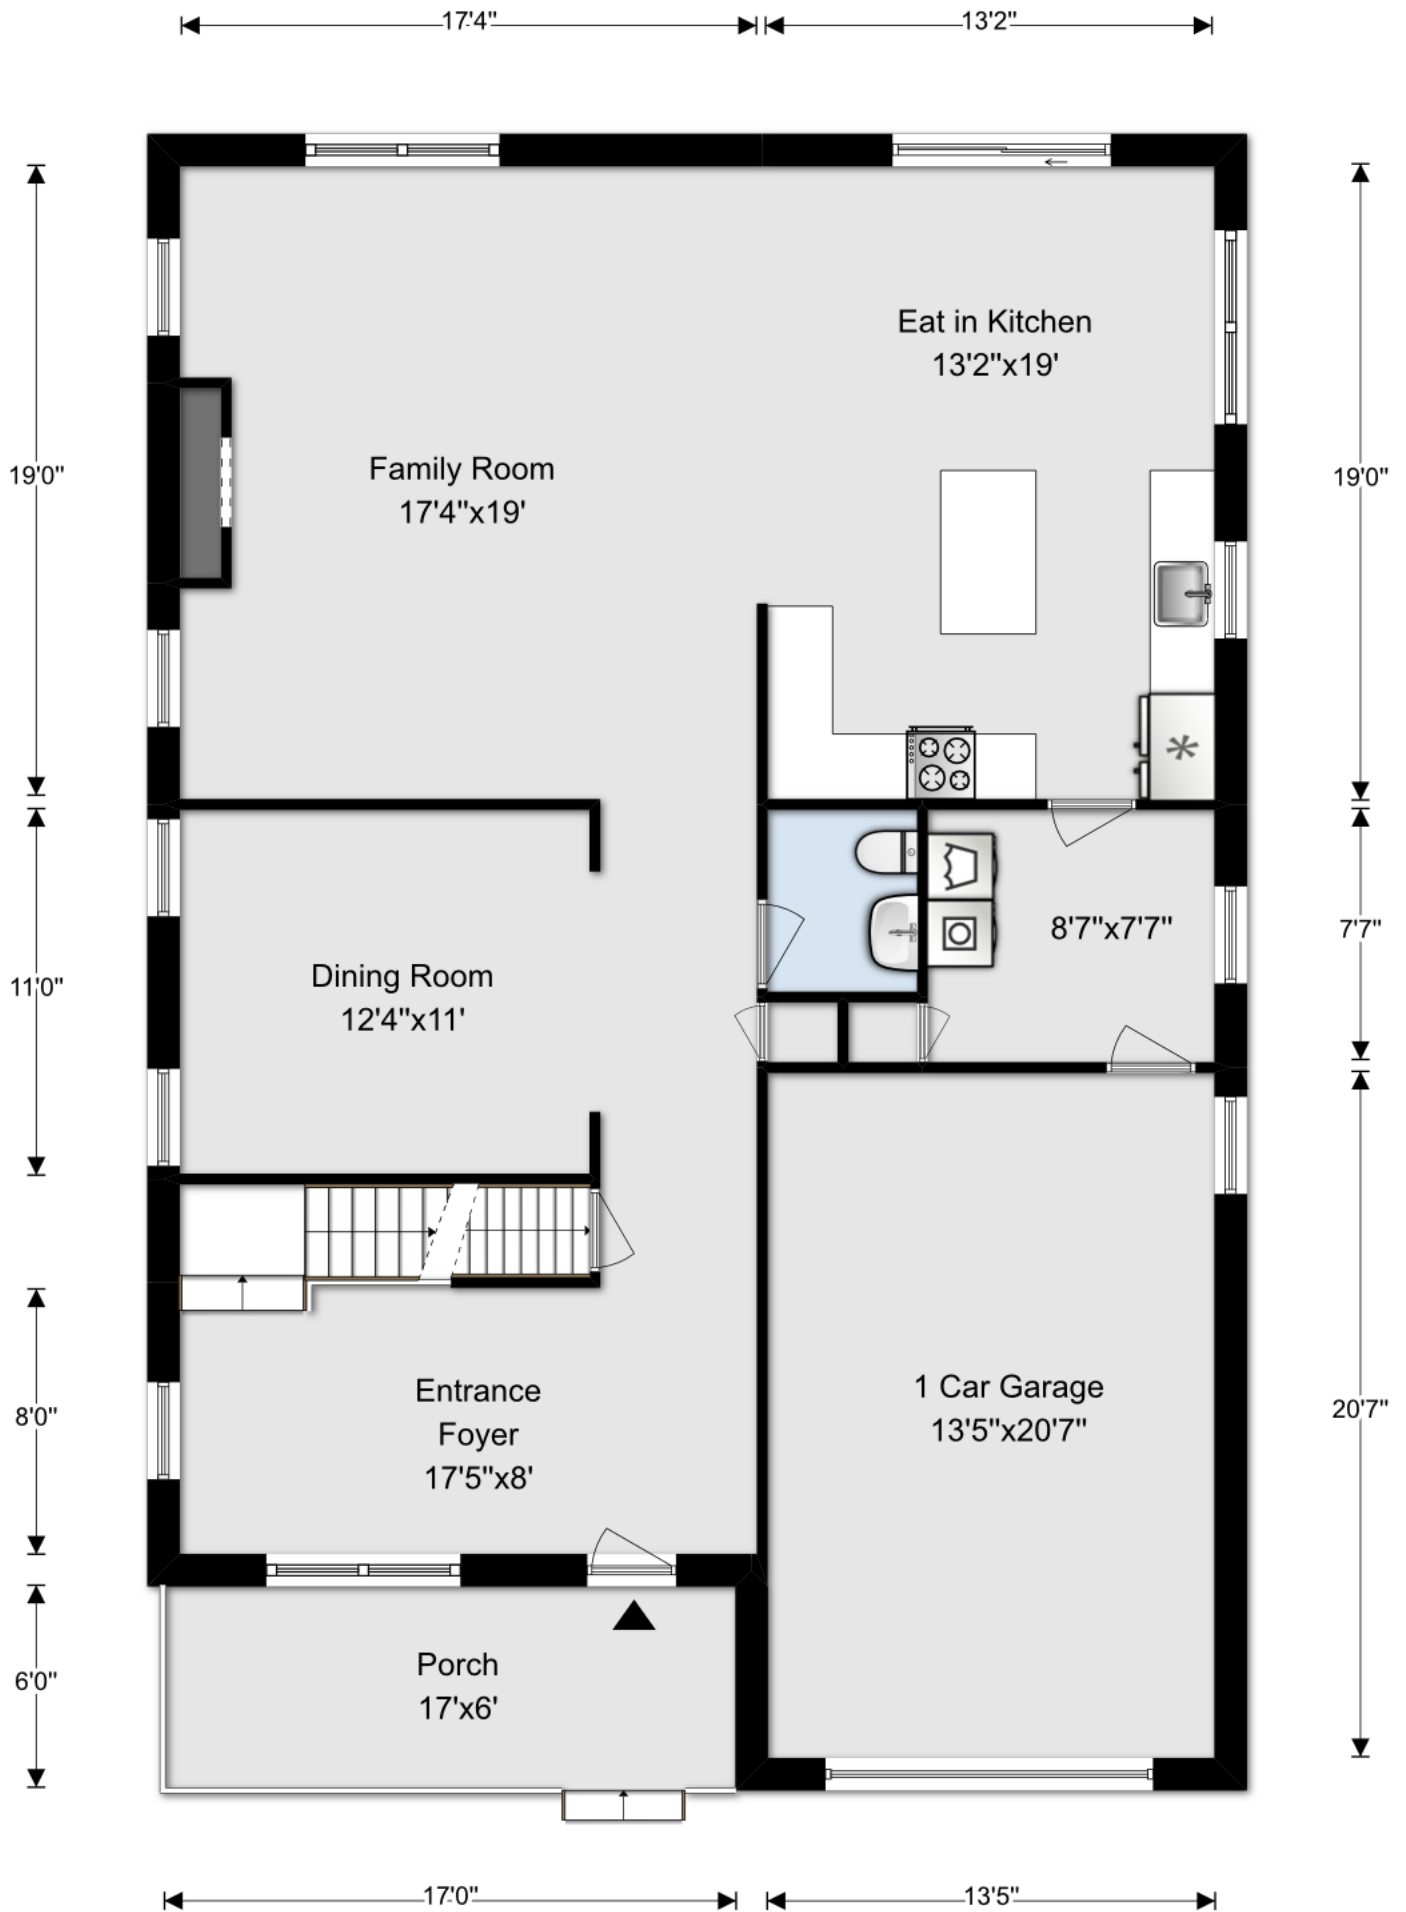 17'4"
13'2"
Eat in Kitchen
13'2"x19'
Family Room
17'4"x19'
19'0"
19'0"
8'7"x7'7"
7'7"
Dining Room
12'4"x11'
11'0"
Entrance
Foyer
17'5"x8'
8'0"
1 Car Garage
13'5"x20'7"
20'7"
Porch
17'x6'
6'0"
17'0"
13'5"